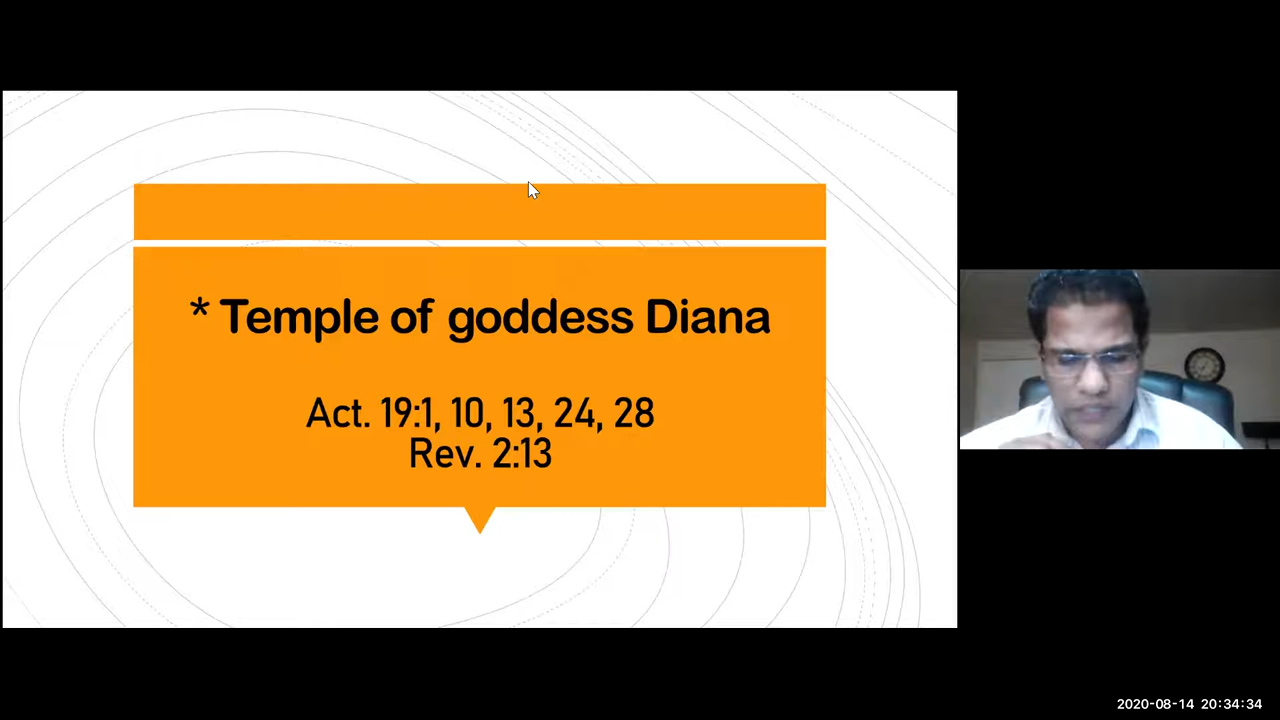 * Temple of goddess Diana
Act. 19:1, 10, 13, 24, 28
Rev. 2:13
2020-08-14 20:34:34